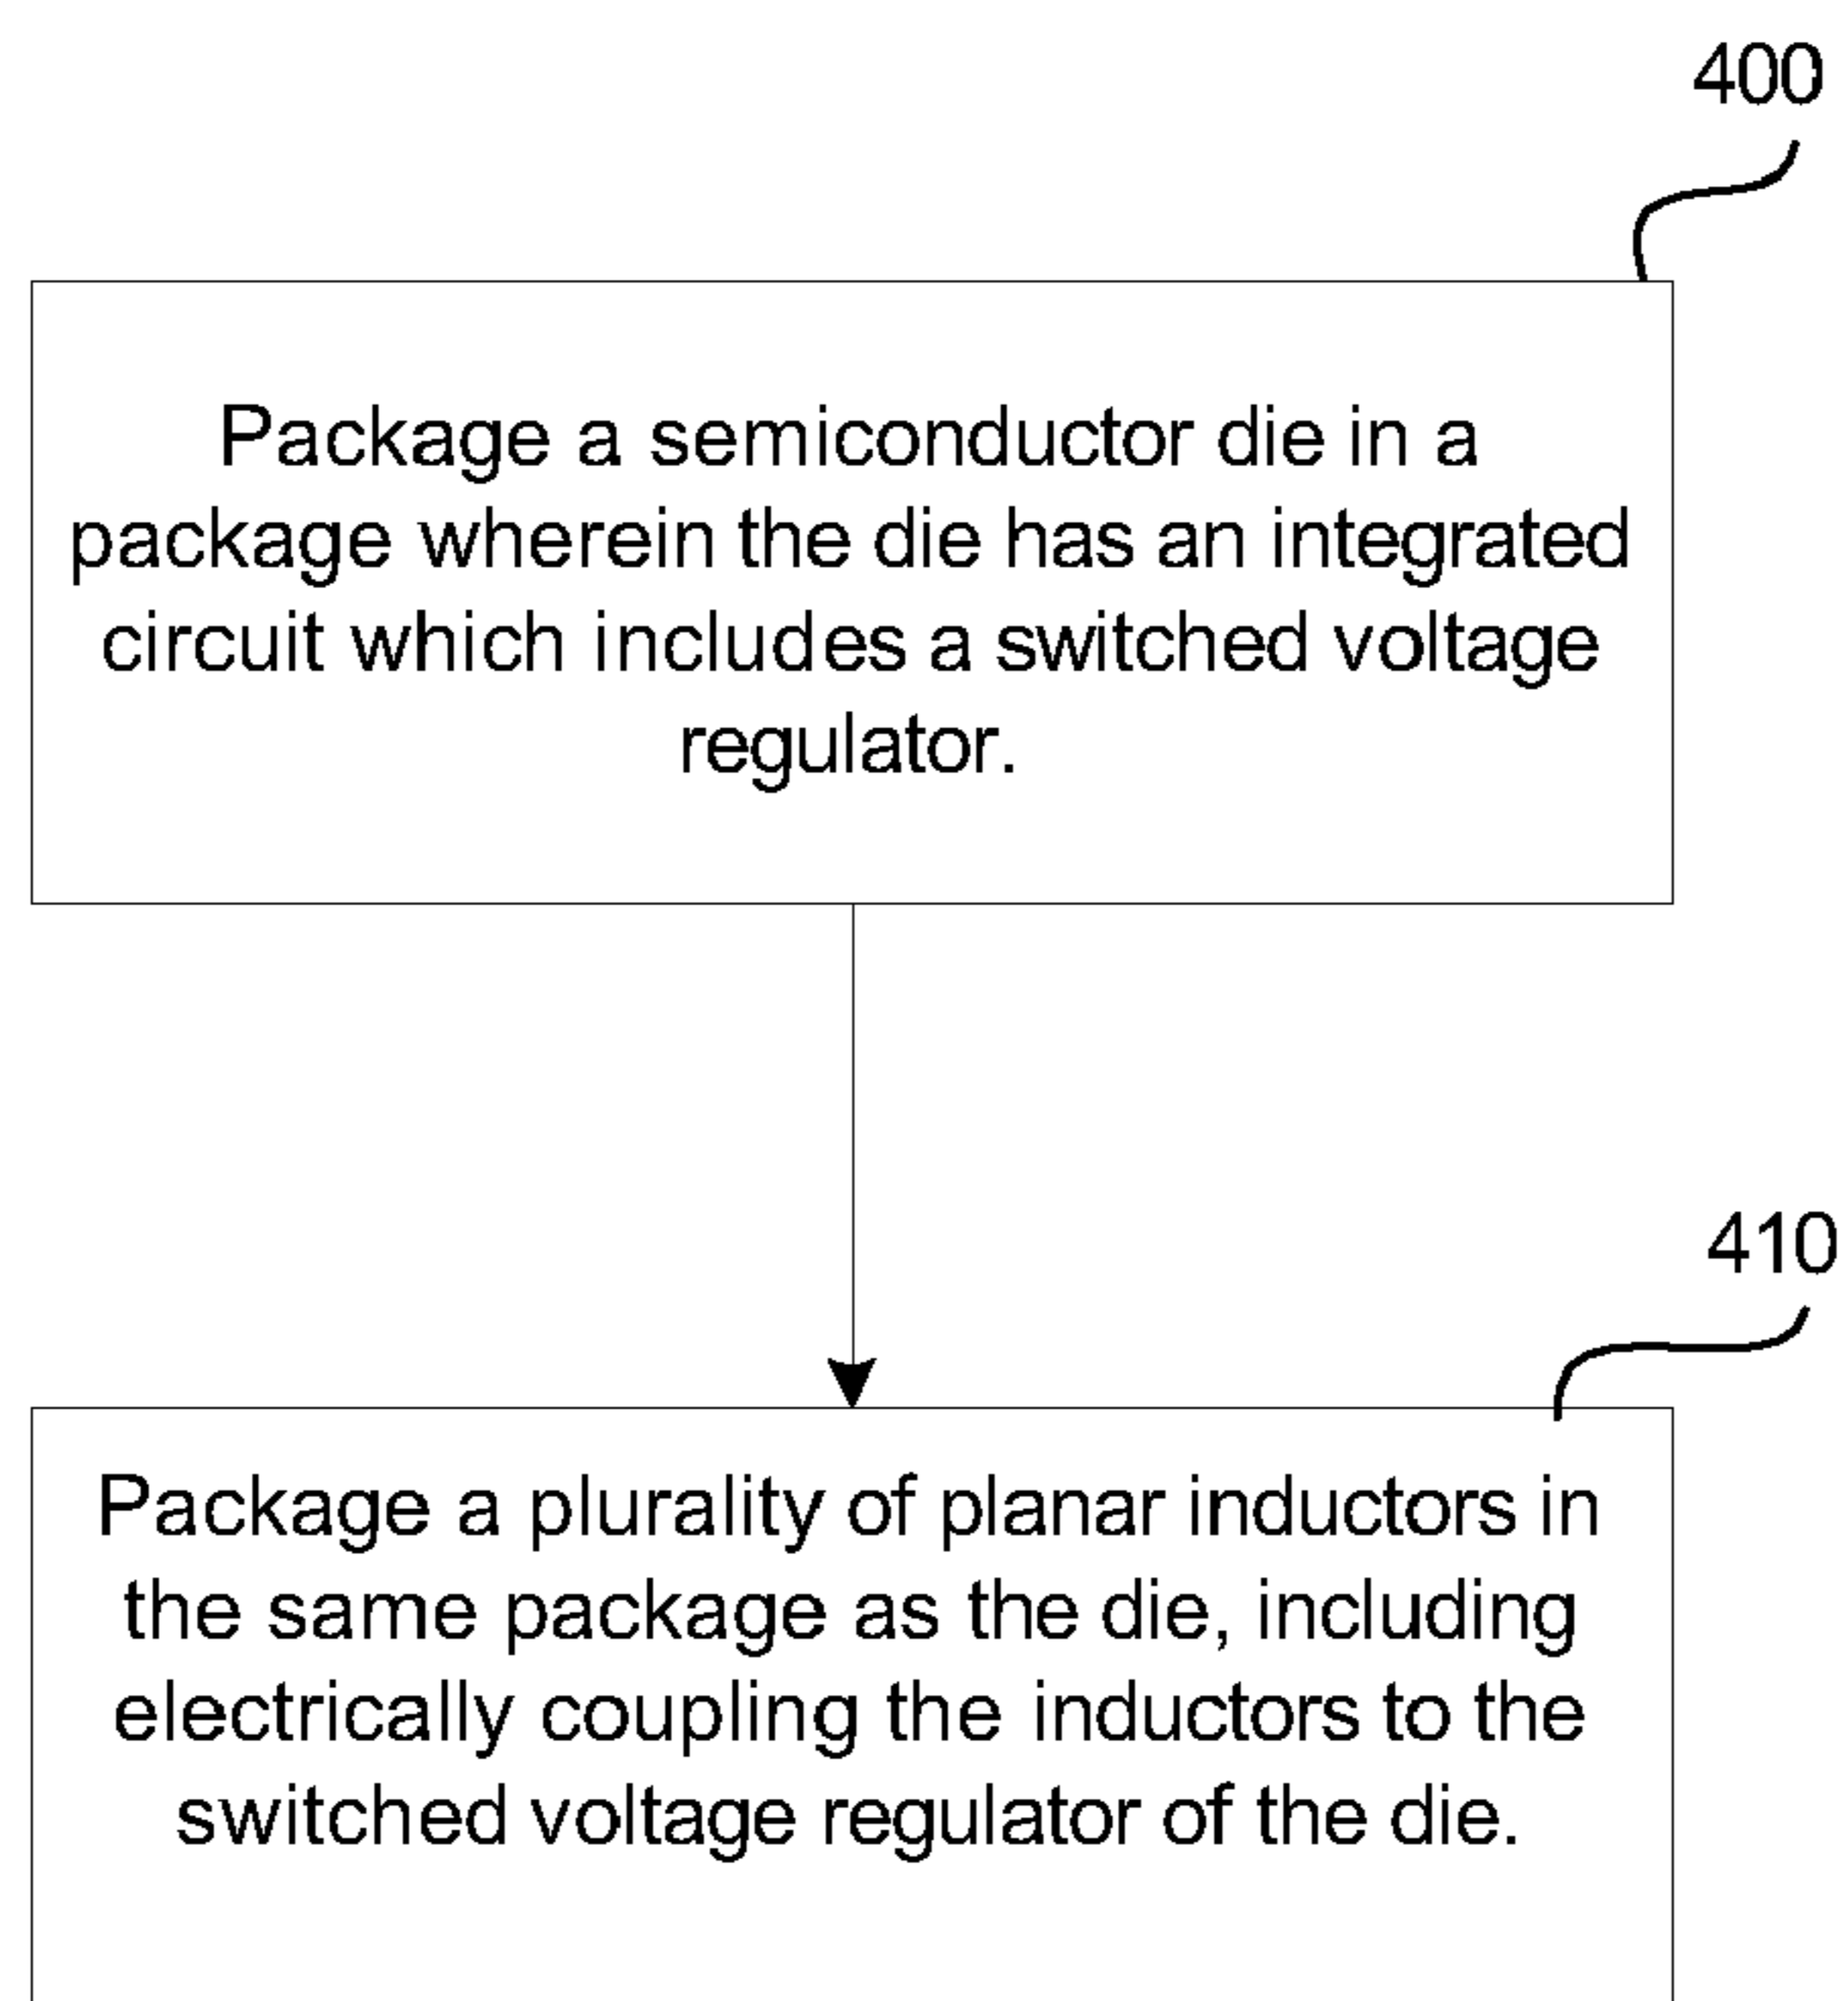 400
Package a semiconductor die in a
package wherein the die has an integrated
circuit which includes a switched voltage
regulator.
410
Package a plurality of planar inductors in
the same package as the die, including
electrically coupling the inductors to the
switched voltage regulator of the die.